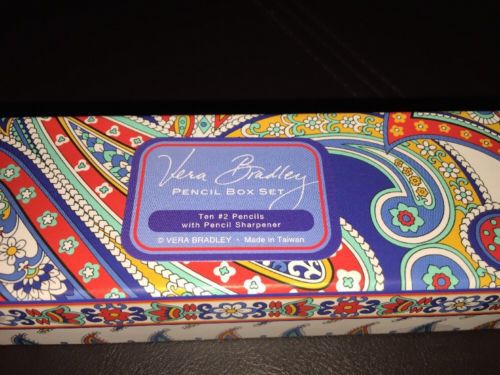 Vera Bradley
PENCIL BOX SET
Ten #2 Pencils
with Pencil Sharpener
© VERA BRADLEY • Made in Taiwan